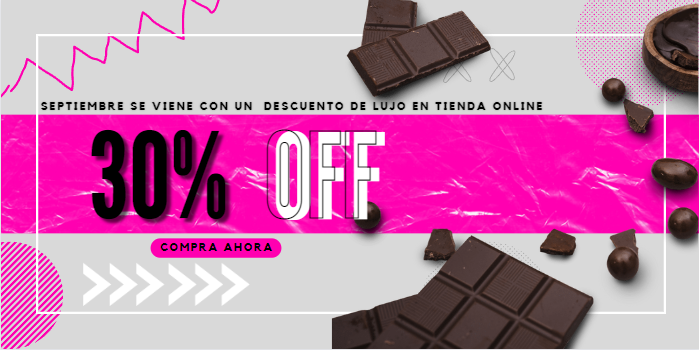 SEPTIEMBRE SE VIENE CON UN DESCUENTO DE LUJO EN TIENDA ONLINE
30% OFF
COMPRA AHORA